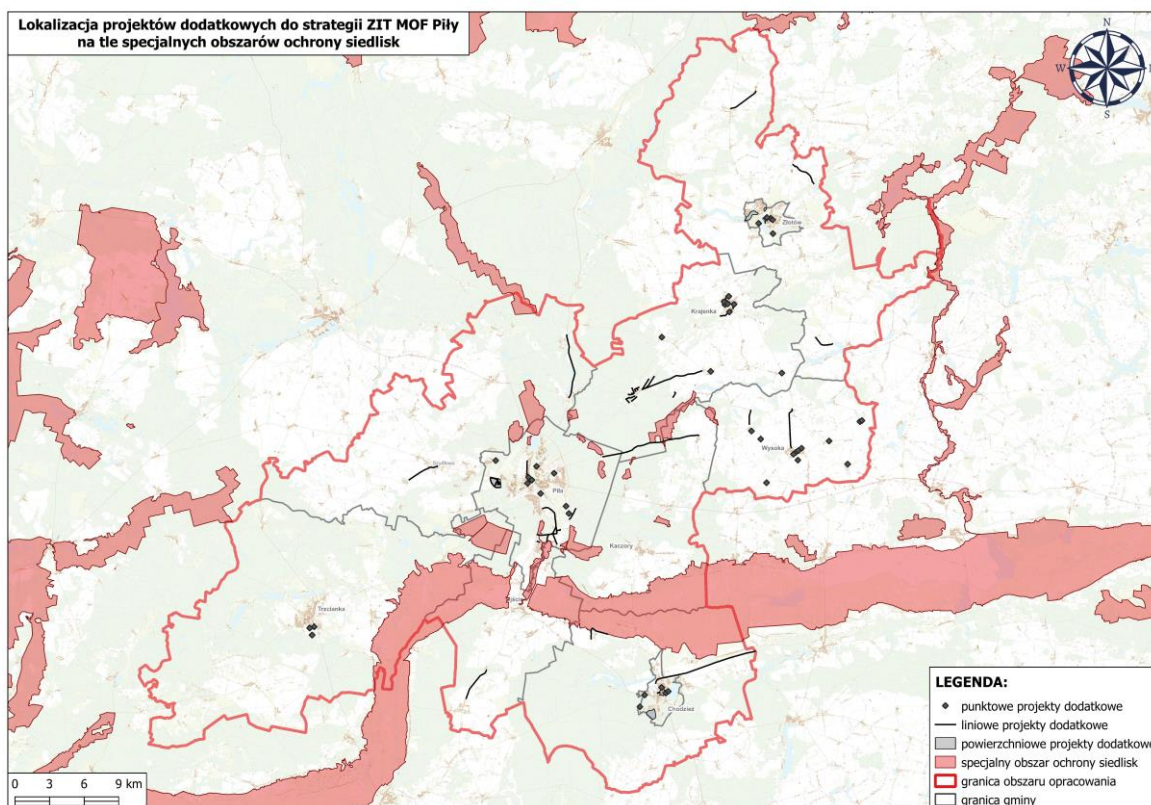 Lokalizacja projektów dodatkowych do strategii ZIT MOF Piły
na tle specjalnych obszarów ochrony siedlisk
N
W
S
Złotów
Krajenka
Wysoka
Piła
Kaczory
Trzcianka
Chodzież
LEGENDA:
punktowe projekty dodatkowe
liniowe projekty dodatkowe
powierzchniowe projekty dodatkowe
specjalny obszar ochrony siedlisk
granica obszaru opracowania
granica gminy
0 3 6 9 km